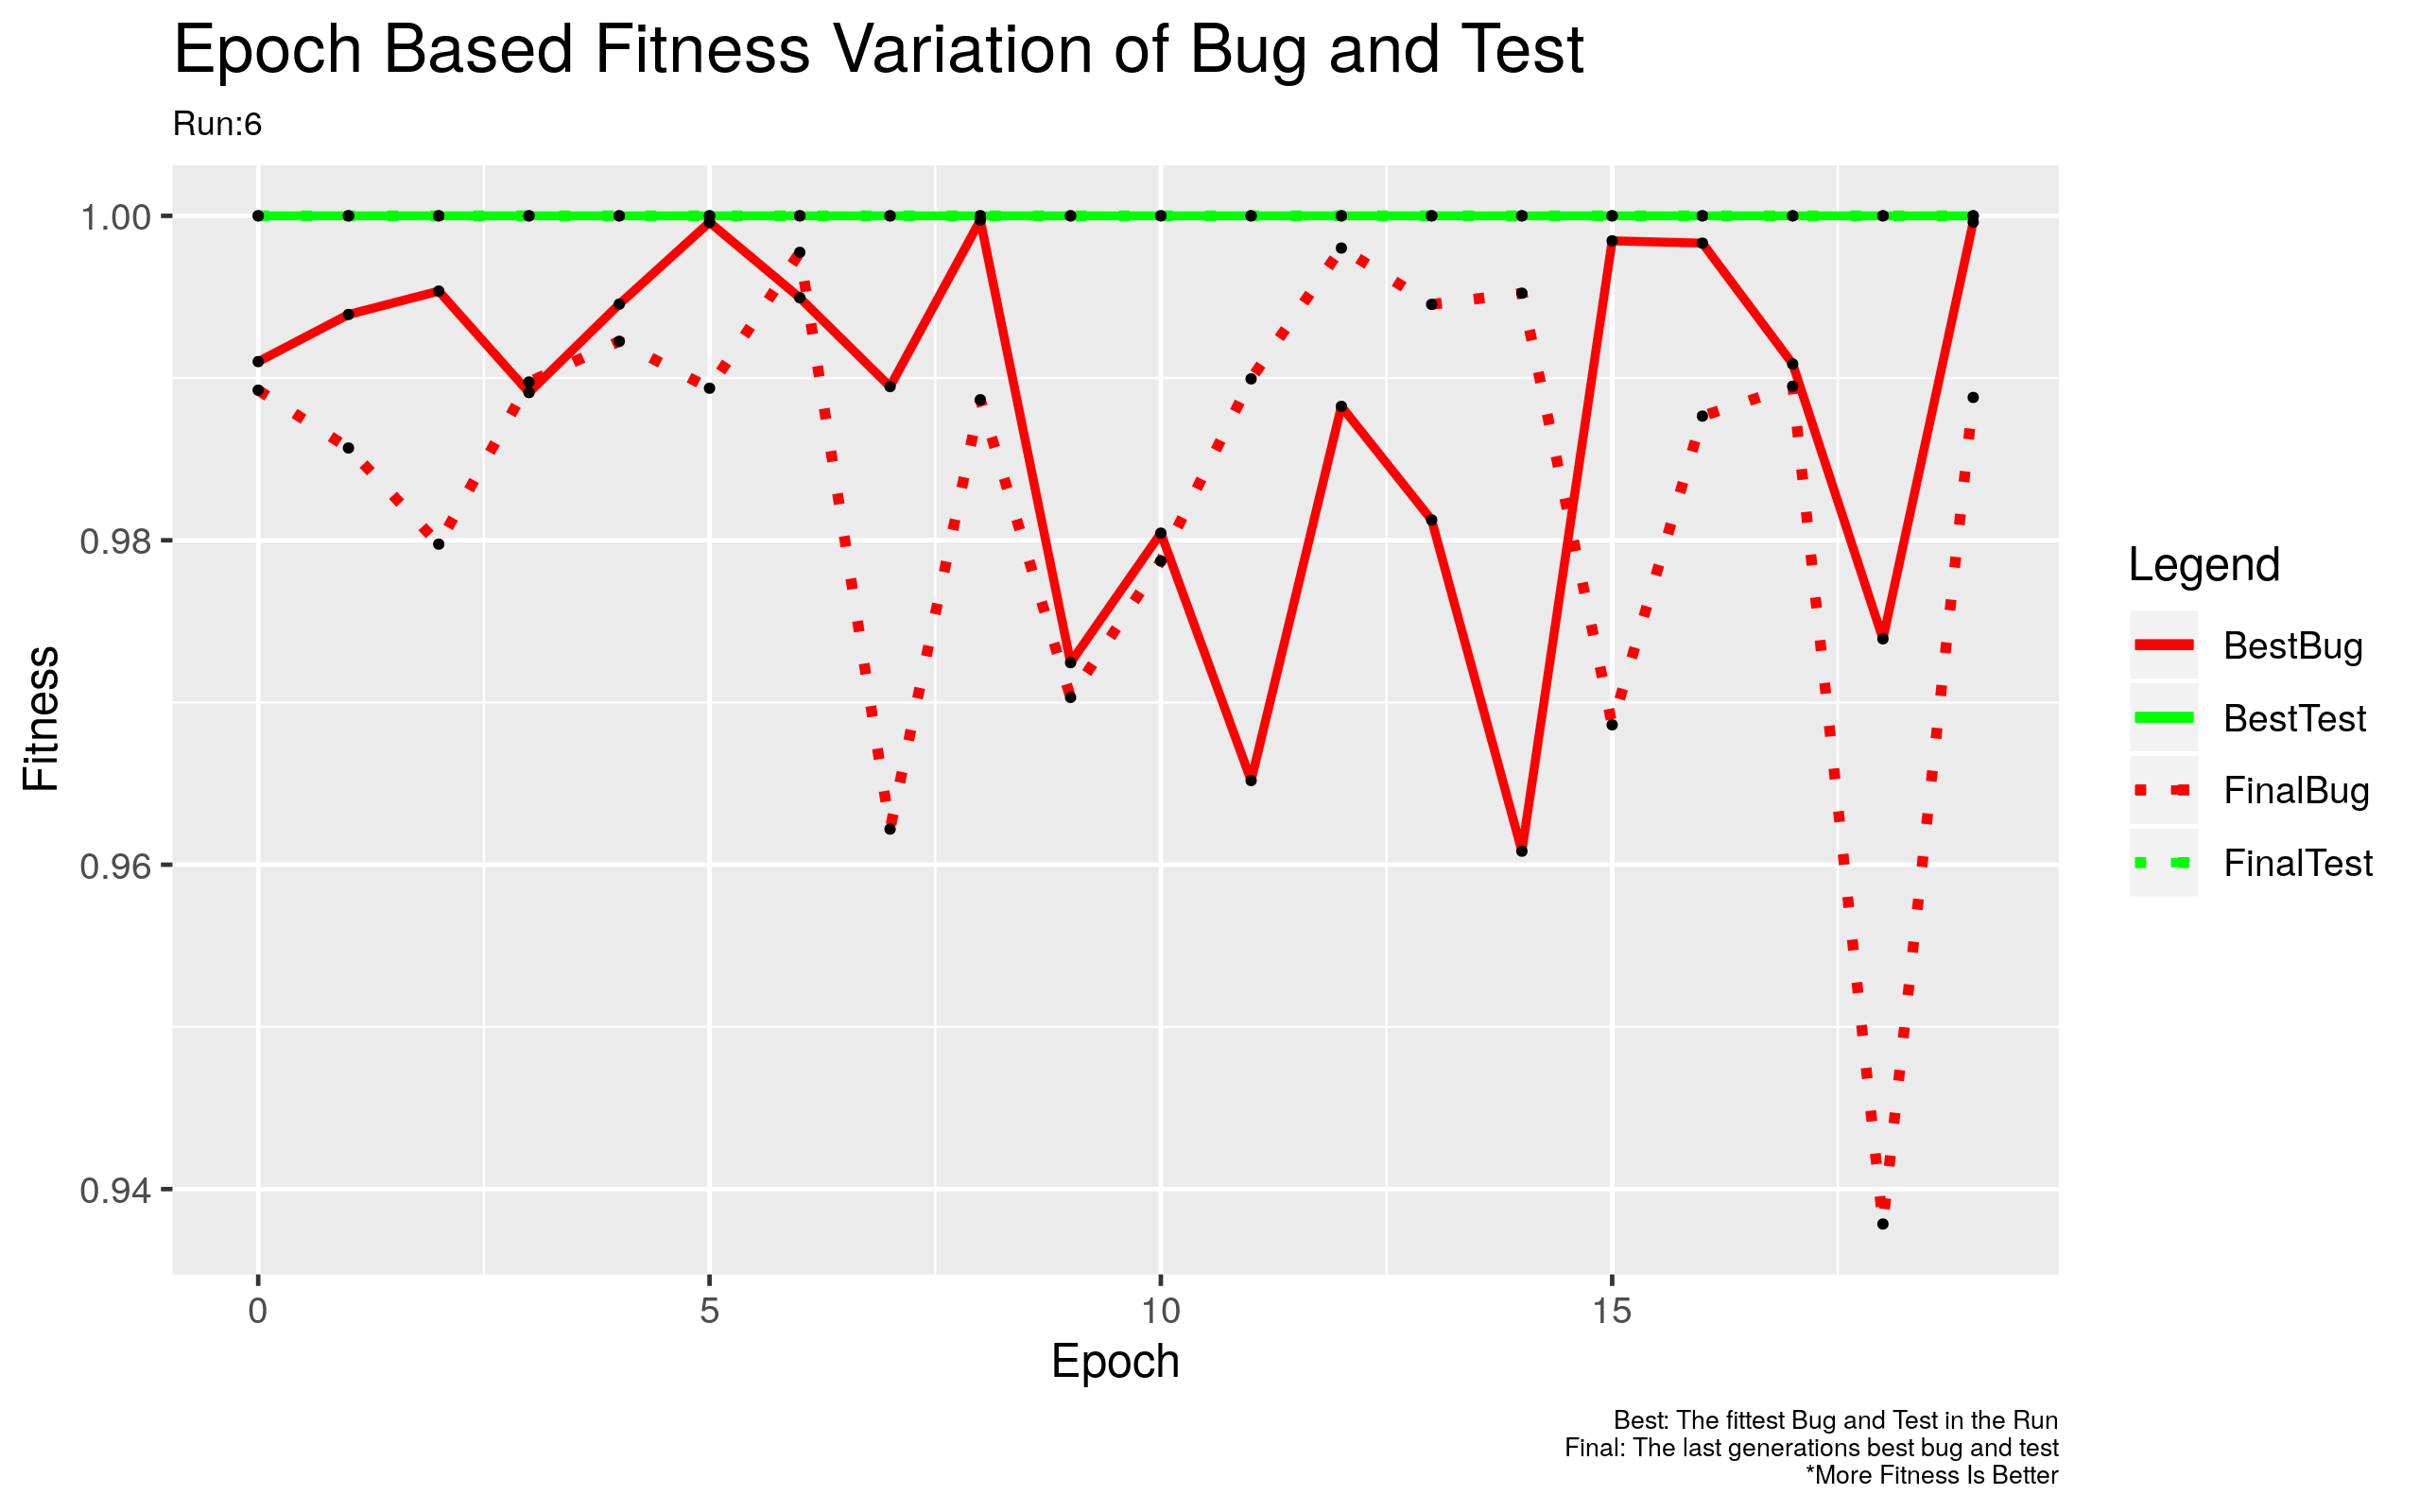 Epoch Based Fitness Variation of Bug and Test
Run:6
1.00
0.98
0.96
0.94
Fitness
0 5 10 15
Epoch
Legend
BestBug
BestTest
FinalBug
FinalTest
Best: The fittest Bug and Test in the Run
Final: The last generations best bug and test
*More Fitness Is Better